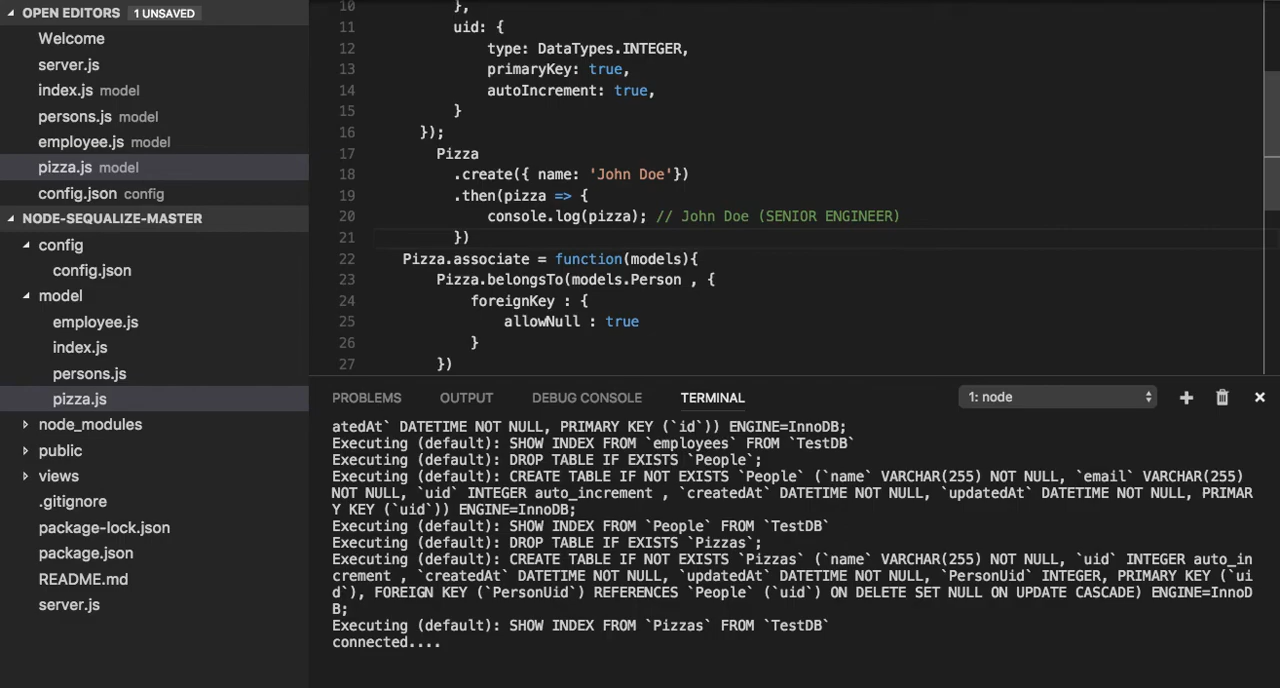 OPEN EDITORS 1 UNSAVED
Welcome
server.js
index.js model
persons.js model
employee.js model
pizza.js model
config.json config
NODE-SEQUALIZE-MASTER
config
config.json
model
employee.js
index.js
persons.js
pizza.js
node_modules
public
views
.gitignore
package-lock.json
package.json
README.md
server.js
10 },
11 uid: {
12 type: DataTypes.INTEGER,
13 primaryKey: true,
14 autoIncrement: true,
15 }
16 });
17 Pizza
18 .create({ name: 'John Doe'})
19 .then(pizza => {
20 console.log(pizza); // John Doe (SENIOR ENGINEER)
21 })
22 Pizza.associate = function(models){
23 Pizza.belongsTo(models.Person , {
24 foreignKey : {
25 allowNull : true
26 }
27 })
PROBLEMS OUTPUT DEBUG CONSOLE TERMINAL 1: node
atedAt` DATETIME NOT NULL, PRIMARY KEY (`id`)) ENGINE=InnoDB;
Executing (default): SHOW INDEX FROM `employees` FROM `TestDB`
Executing (default): DROP TABLE IF EXISTS `People`;
Executing (default): CREATE TABLE IF NOT EXISTS `People` (`name` VARCHAR(255) NOT NULL, `email` VARCHAR(255)
NOT NULL, `uid` INTEGER auto_increment , `createdAt` DATETIME NOT NULL, `updatedAt` DATETIME NOT NULL, PRIMAR
Y KEY (`uid`)) ENGINE=InnoDB;
Executing (default): SHOW INDEX FROM `People` FROM `TestDB`
Executing (default): DROP TABLE IF EXISTS `Pizzas`;
Executing (default): CREATE TABLE IF NOT EXISTS `Pizzas` (`name` VARCHAR(255) NOT NULL, `uid` INTEGER auto_in
crement , `createdAt` DATETIME NOT NULL, `updatedAt` DATETIME NOT NULL, `PersonUid` INTEGER, PRIMARY KEY (`ui
d`), FOREIGN KEY (`PersonUid`) REFERENCES `People` (`uid`) ON DELETE SET NULL ON UPDATE CASCADE) ENGINE=InnoD
B;
Executing (default): SHOW INDEX FROM `Pizzas` FROM `TestDB`
connected....